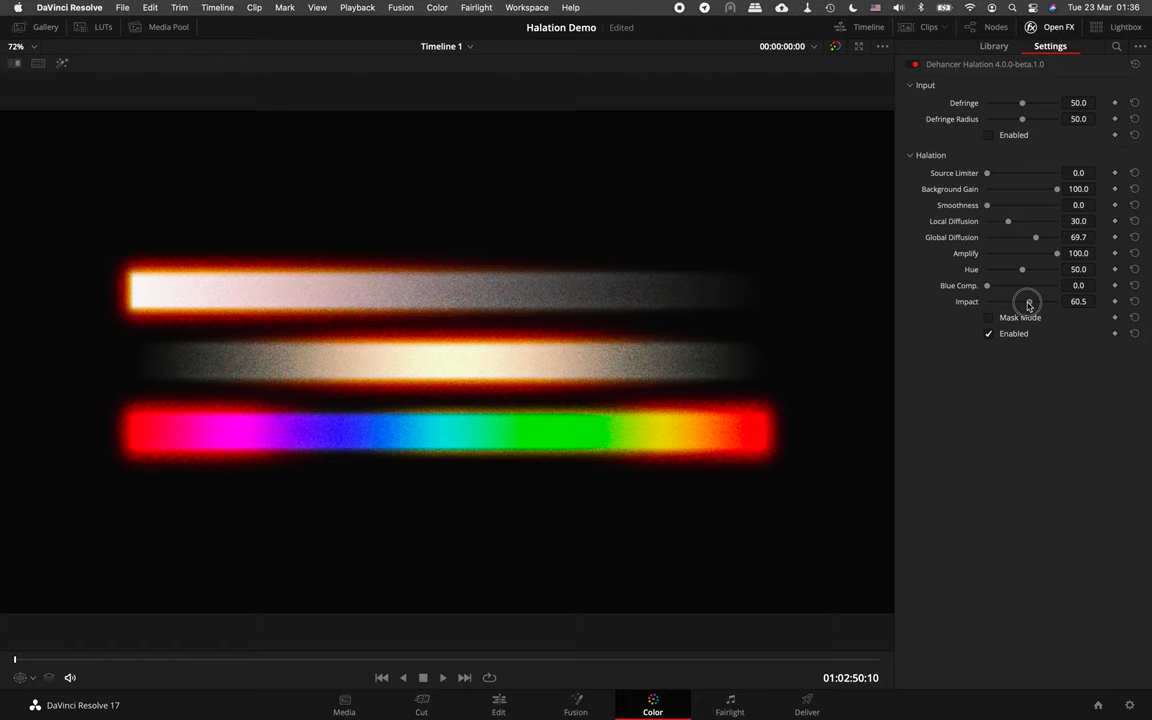 DaVinci Resolve File Edit Trim Timeline Clip Mark View Playback Fusion Color Fairlight Workspace Help Tue 23 Mar 01:36
Gallery LUTs Media Pool Halation Demo Edited Timeline Clips Nodes Open FX Lightbox
72% Timeline 1 00:00:00:00 Library Settings
Dehancer Halation 4.0.0-beta.1.0
Input
Defringe 50.0
Defringe Radius 50.0
Enabled
Halation
Source Limiter 0.0
Background Gain 100.0
Smoothness 0.0
Local Diffusion 30.0
Global Diffusion 69.7
Amplify 100.0
Hue 50.0
Blue Comp. 0.0
Impact 60.5
Mask Mode
Enabled
01:02:50:10
DaVinci Resolve 17 Media Cut Edit Fusion Color Fairlight Deliver